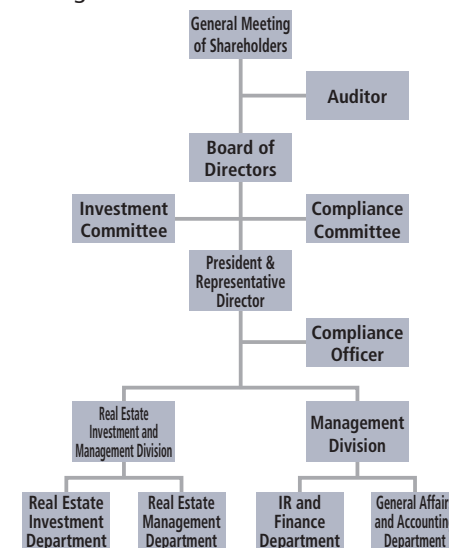 General Meeting
of Shareholders
Auditor
Board of
Directors
Investment
Committee
Compliance
Committee
President &
Representative
Director
Compliance
Officer
Real Estate
Investment and
Management Division
Management
Division
Real Estate
Investment
Department
Real Estate
Management
Department
IR and
Finance
Department
General Affair
and Accountin
Department